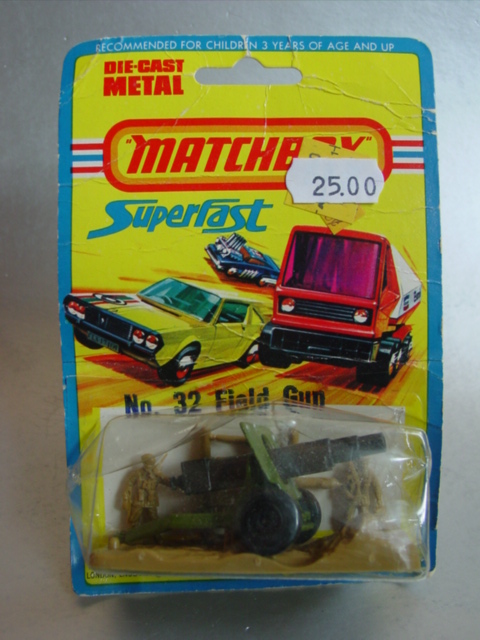 RECOMMENDED FOR CHILDREN 3 YEARS OF AGE AND UP
DIE-CAST
METAL
"MATCHBOX"
25.00
Superfast
No. 32 Field Gun